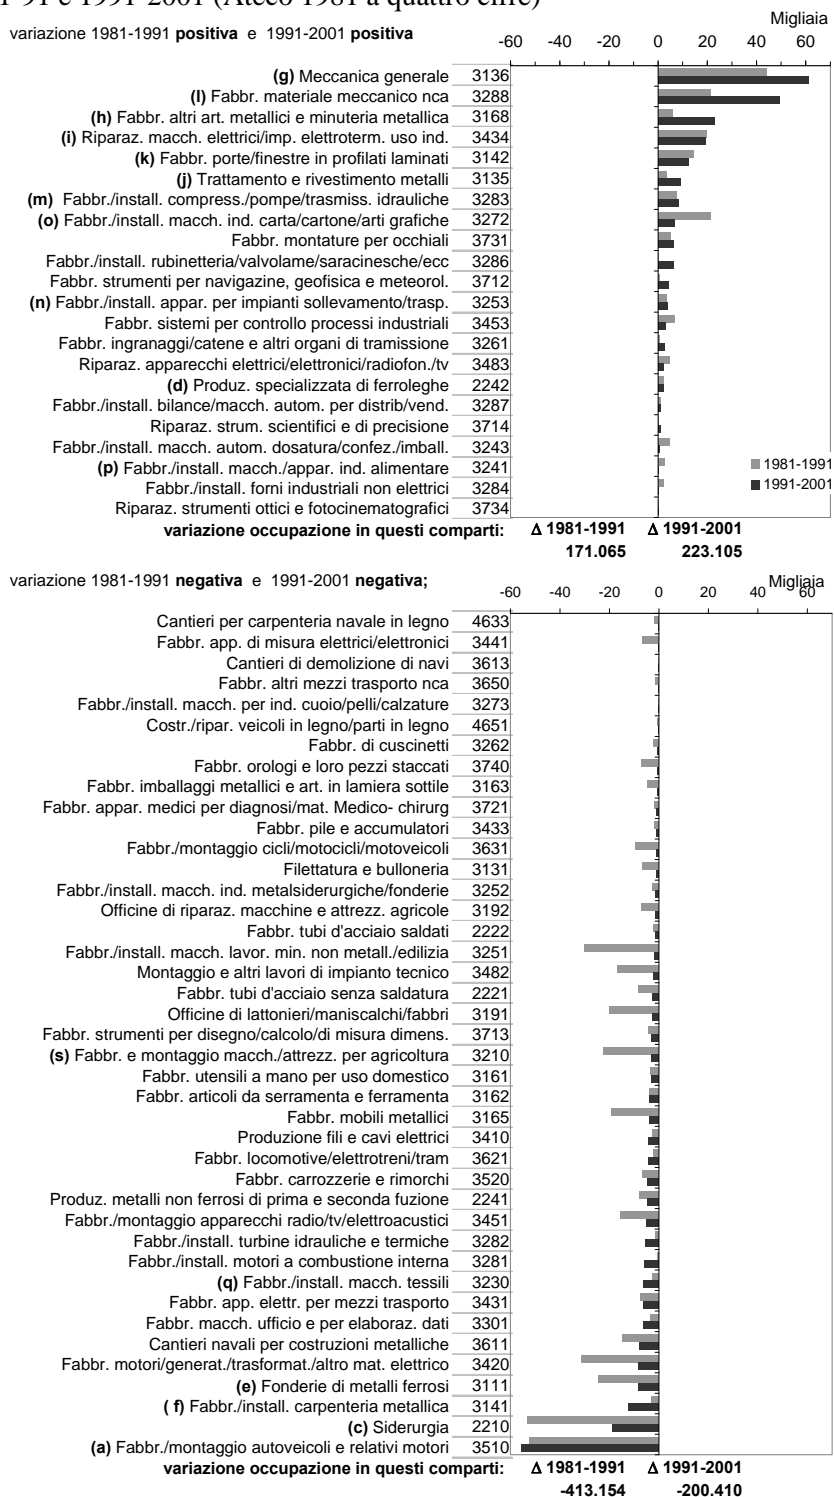 1-91 e 1991-2001 (Ateco 1981 a quattro cifre)
Migliaia
variazione 1981-1991 positiva e 1991-2001 positiva
-60 -40 -20 0 20 40 60
(g) Meccanica generale 3136
(l) Fabbr. materiale meccanico nca 3288
(h) Fabbr. altri art. metallici e minuteria metallica 3168
(i) Riparaz. macch. elettrici/imp. elettroterm. uso ind. 3434
(k) Fabbr. porte/finestre in profilati laminati 3142
(j) Trattamento e rivestimento metalli 3135
(m) Fabbr./install. compress./pompe/trasmiss. idrauliche 3283
(o) Fabbr./install. macch. ind. carta/cartone/arti grafiche 3272
Fabbr. montature per occhiali 3731
Fabbr./install. rubinetteria/valvolame/saracinesche/ecc 3286
Fabbr. strumenti per navigazine, geofisica e meteorol. 3712
(n) Fabbr./install. appar. per impianti sollevamento/trasp. 3253
Fabbr. sistemi per controllo processi industriali 3453
Fabbr. ingranaggi/catene e altri organi di tramissione 3261
Riparaz. apparecchi elettrici/elettronici/radiofon./tv 3483
(d) Produz. specializzata di ferroleghe 2242
Fabbr./install. bilance/macch. autom. per distrib/vend. 3287
Riparaz. strum. scientifici e di precisione 3714
Fabbr./install. macch. autom. dosatura/confez./imball. 3243
(p) Fabbr./install. macch./appar. ind. alimentare 3241
1981-1991
Fabbr./install. forni industriali non elettrici 3284
1991-2001
Riparaz. strumenti ottici e fotocinematografici 3734
variazione occupazione in questi comparti: Δ 1981-1991 Δ 1991-2001
171.065 223.105
variazione 1981-1991 negativa e 1991-2001 negativa;
Migliaia
-60 -40 -20 0 20 40 60
Cantieri per carpenteria navale in legno 4633
Fabbr. app. di misura elettrici/elettronici 3441
Cantieri di demolizione di navi 3613
Fabbr. altri mezzi trasporto nca 3650
Fabbr./install. macch. per ind. cuoio/pelli/calzature 3273
Costr./ripar. veicoli in legno/parti in legno 4651
Fabbr. di cuscinetti 3262
Fabbr. orologi e loro pezzi staccati 3740
Fabbr. imballaggi metallici e art. in lamiera sottile 3163
Fabbr. appar. medici per diagnosi/mat. Medico- chirurg 3721
Fabbr. pile e accumulatori 3433
Fabbr./montaggio cicli/motocicli/motoveicoli 3631
Filettatura e bulloneria 3131
Fabbr./install. macch. ind. metalsiderurgiche/fonderie 3252
Officine di riparaz. macchine e attrezz. agricole 3192
Fabbr. tubi d'acciaio saldati 2222
Fabbr./install. macch. lavor. min. non metall./edilizia 3251
Montaggio e altri lavori di impianto tecnico 3482
Fabbr. tubi d'acciaio senza saldatura 2221
Officine di lattonieri/maniscalchi/fabbri 3191
Fabbr. strumenti per disegno/calcolo/di misura dimens. 3713
(s) Fabbr. e montaggio macch./attrezz. per agricoltura 3210
Fabbr. utensili a mano per uso domestico 3161
Fabbr. articoli da serramenta e ferramenta 3162
Fabbr. mobili metallici 3165
Produzione fili e cavi elettrici 3410
Fabbr. locomotive/elettrotreni/tram 3621
Fabbr. carrozzerie e rimorchi 3520
Produz. metalli non ferrosi di prima e seconda fuzione 2241
Fabbr./montaggio apparecchi radio/tv/elettroacustici 3451
Fabbr./install. turbine idrauliche e termiche 3282
Fabbr./install. motori a combustione interna 3281
(q) Fabbr./install. macch. tessili 3230
Fabbr. app. elettr. per mezzi trasporto 3431
Fabbr. macch. ufficio e per elaboraz. dati 3301
Cantieri navali per costruzioni metalliche 3611
Fabbr. motori/generat./trasformat./altro mat. elettrico 3420
(e) Fonderie di metalli ferrosi 3111
( f) Fabbr./install. carpenteria metallica 3141
(c) Siderurgia 2210
(a) Fabbr./montaggio autoveicoli e relativi motori 3510
variazione occupazione in questi comparti: Δ 1981-1991 Δ 1991-2001
-413.154 -200.410